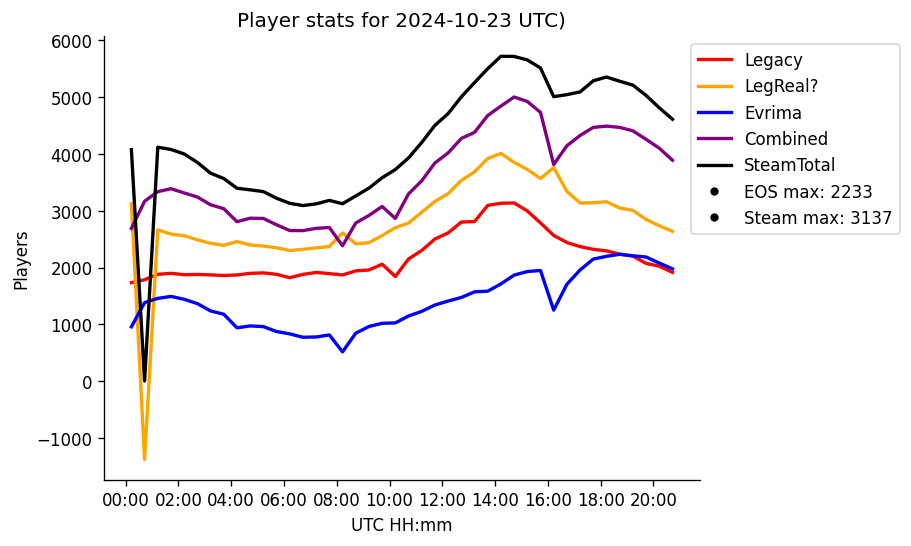 Player stats for 2024-10-23 UTC)
6000
5000
4000
3000
2000
1000
0
−1000
Players
00:00 02:00 04:00 06:00 08:00 10:00 12:00 14:00 16:00 18:00 20:00
UTC HH:mm
Legacy
LegReal?
Evrima
Combined
SteamTotal
EOS max: 2233
Steam max: 3137